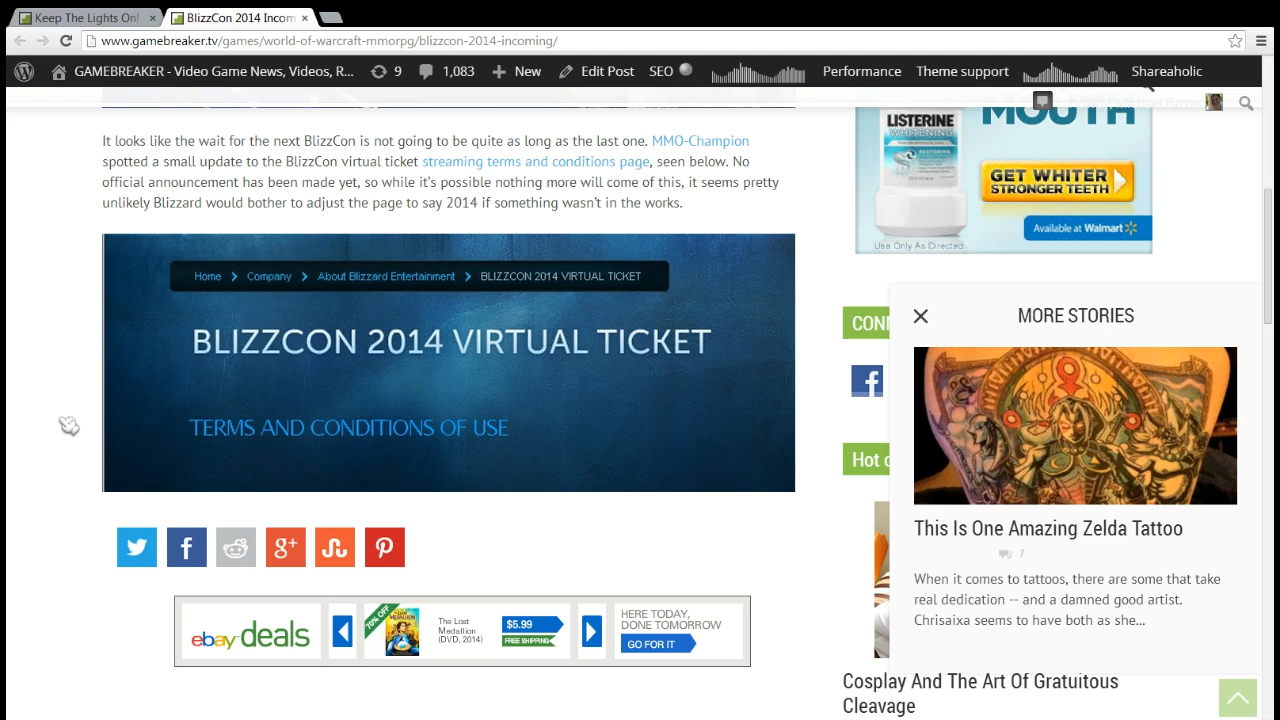 Keep The Lights On!
BlizzCon 2014 Incom
www.gamebreaker.tv/games/world-of-warcraft-mmorpg/blizzcon-2014-incoming/
GAMEBREAKER - Video Game News, Videos, R... 9 1,083 New Edit Post SEO Performance Theme support Shareaholic
It looks like the wait for the next BlizzCon is not going to be quite as long as the last one. MMO-Champion
spotted a small update to the BlizzCon virtual ticket streaming terms and conditions page, seen below. No
official announcement has been made yet, so while it's possible nothing more will come of this, it seems pretty
unlikely Blizzard would bother to adjust the page to say 2014 if something wasn't in the works.
Home Company About Blizzard Entertainment BLIZZCON 2014 VIRTUAL TICKET
BLIZZCON 2014 VIRTUAL TICKET
TERMS AND CONDITIONS OF USE
ebay deals
70% OFF
The Lost
Medallion
(DVD, 2014)
$5.99
FREE SHIPPING
HERE TODAY,
DONE TOMORROW
GO FOR IT
LISTERINE
WHITENING
MOUTH
GET WHITER
STRONGER TEETH
Available at Walmart
Use Only As Directed
CONN
Hot
MORE STORIES
This Is One Amazing Zelda Tattoo
1
When it comes to tattoos, there are some that take
real dedication -- and a damned good artist.
Chrisaixa seems to have both as she...
Cosplay And The Art Of Gratuitous
Cleavage